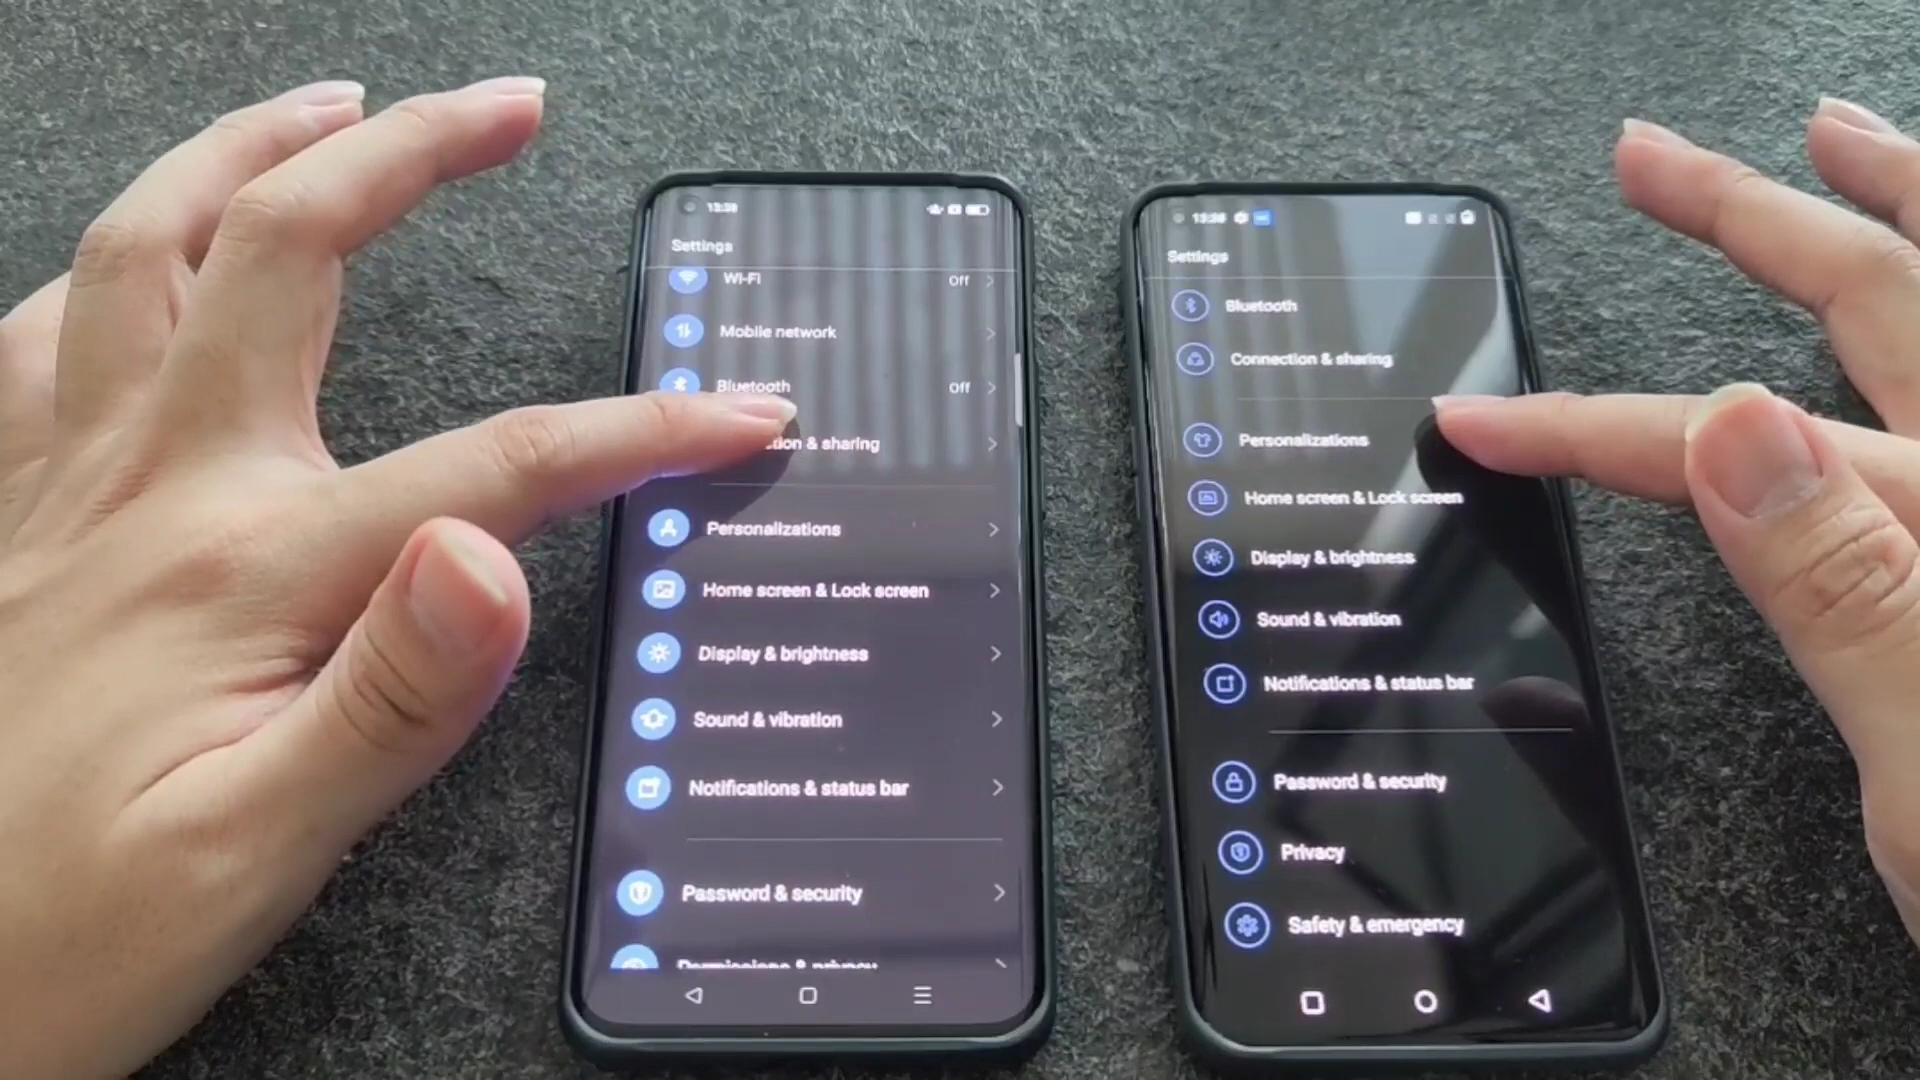 Settings
Wi-Fi Off
Mobile network
Bluetooth Off
tion & sharing
Personalizations
Home screen & Lock screen
Display & brightness
Sound & vibration
Notifications & status bar
Password & security
Permissions & privacy
Settings
Bluetooth
Connection & sharing
Personalizations
Home screen & Lock screen
Display & brightness
Sound & vibration
Notifications & status bar
Password & security
Privacy
Safety & emergency